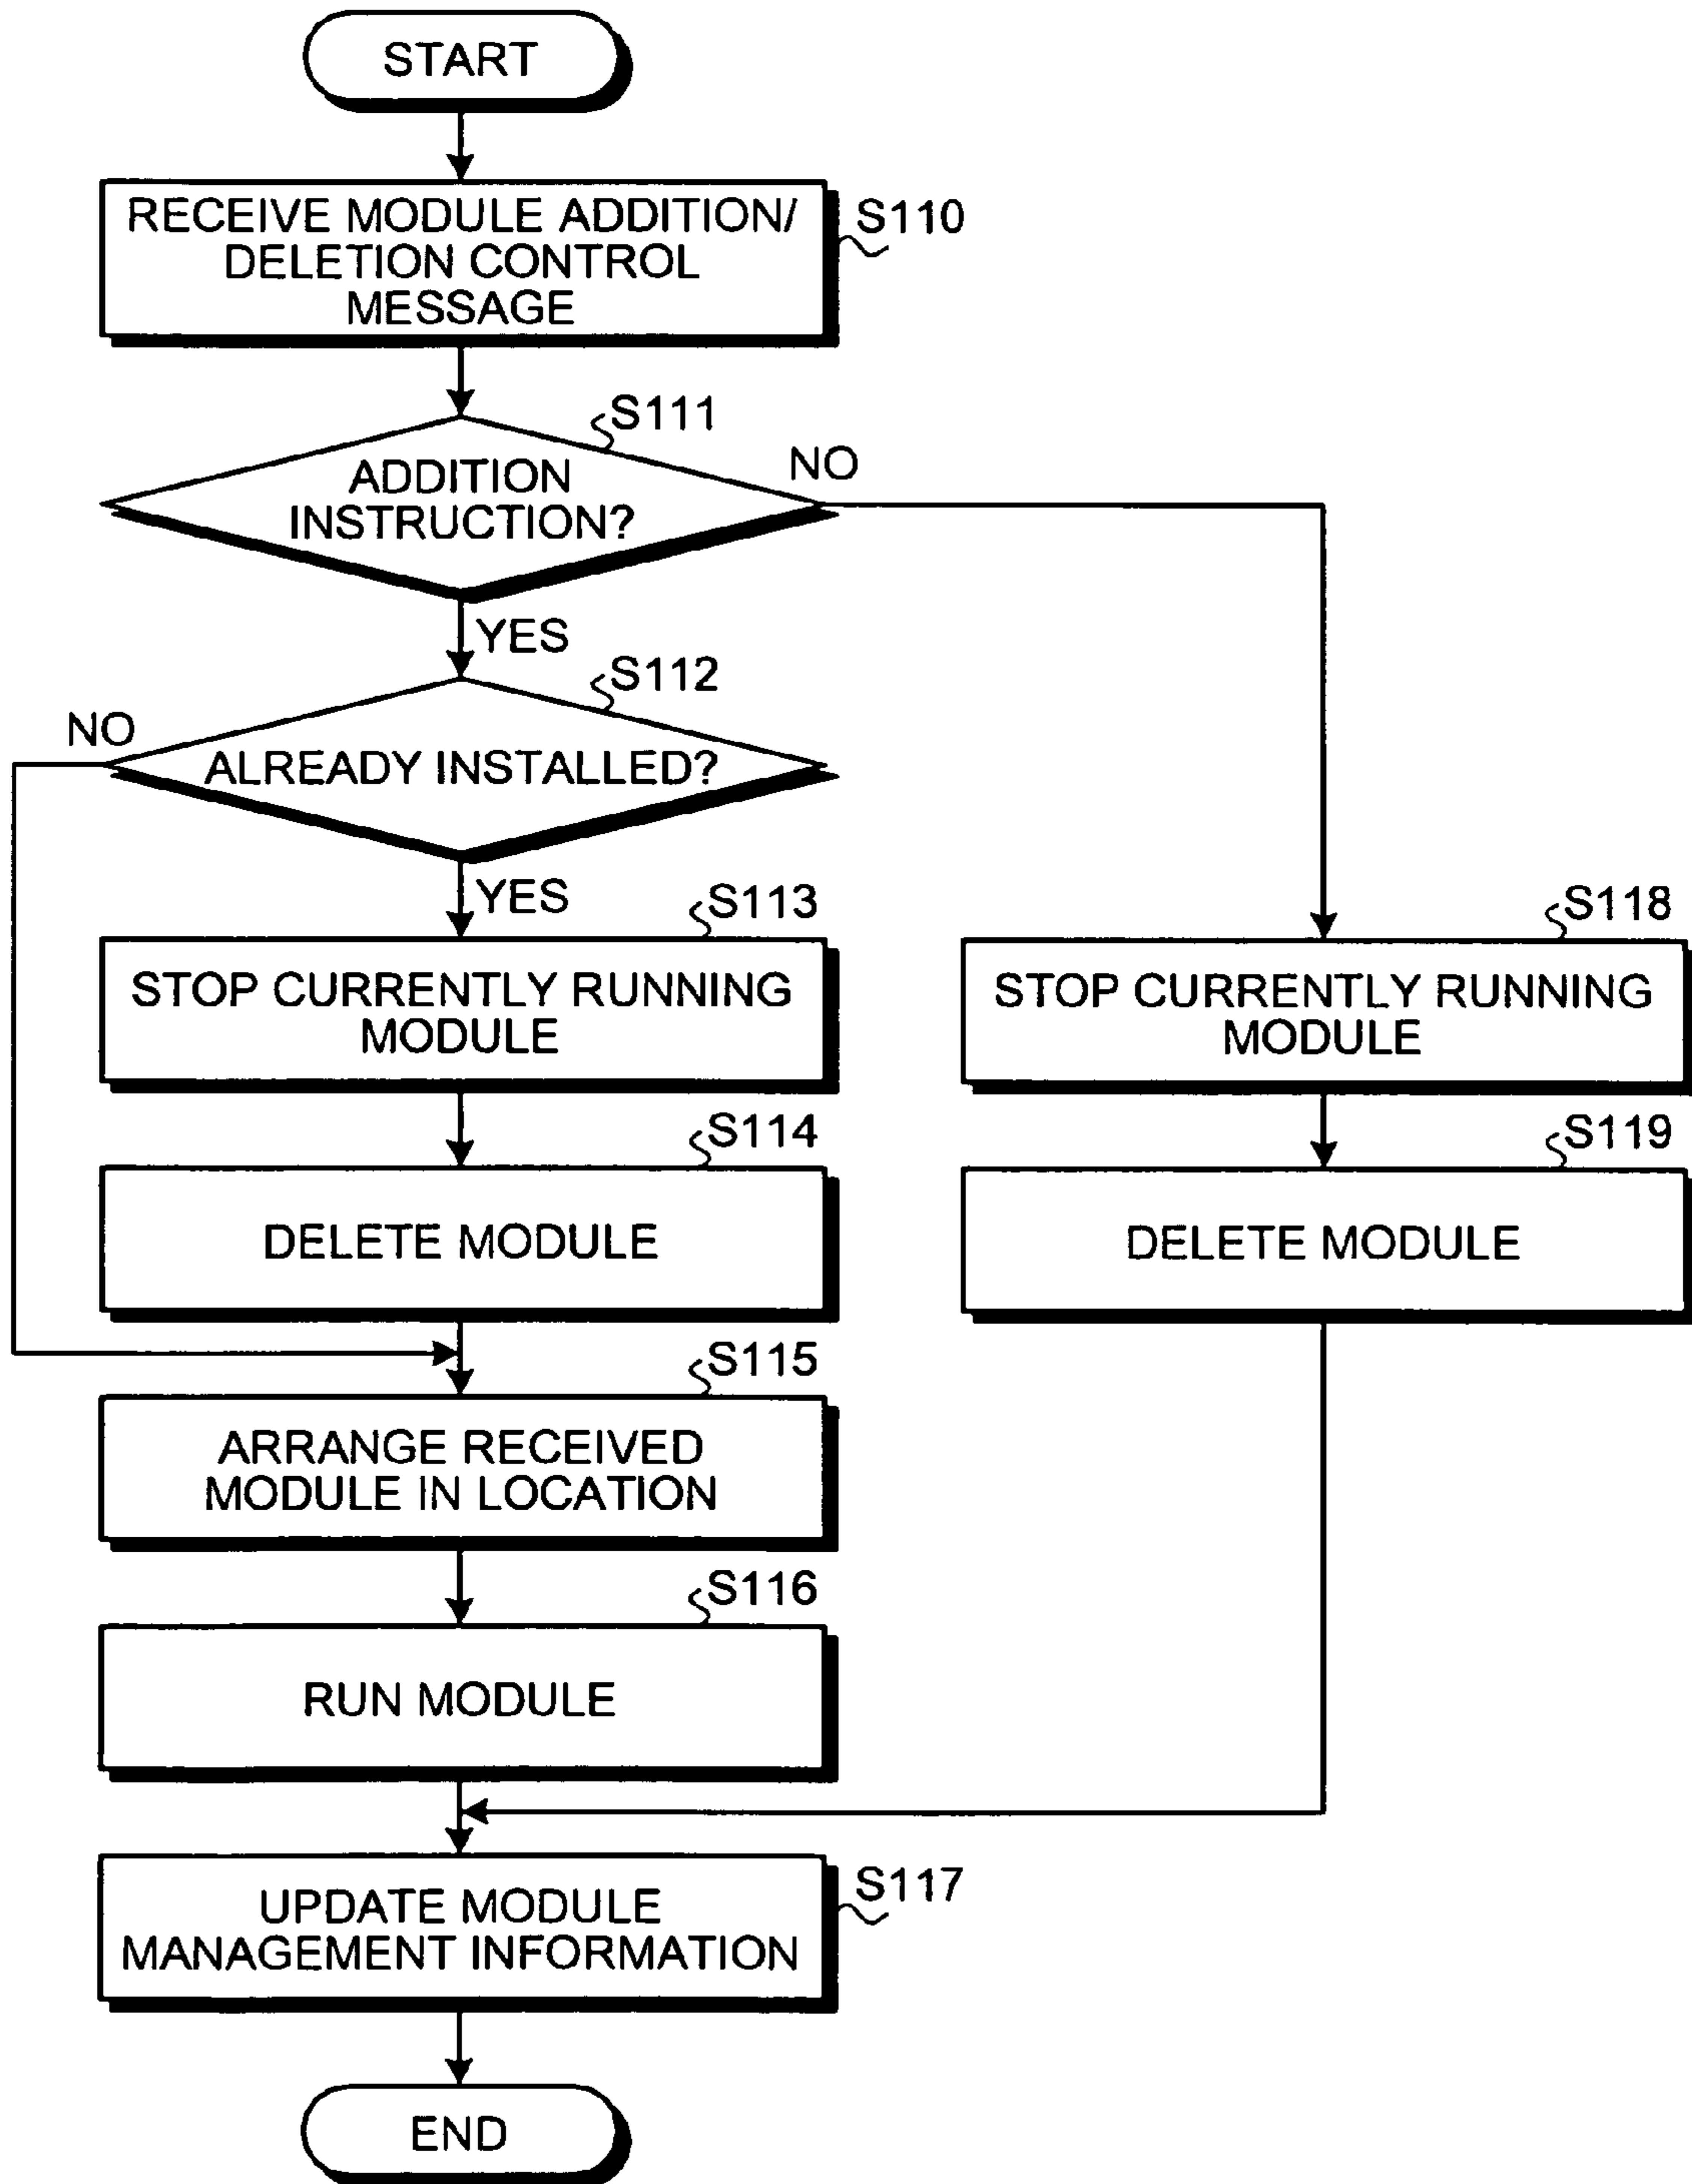 START
RECEIVE MODULE ADDITION/
DELETION CONTROL
MESSAGE
S110
S111
ADDITION
INSTRUCTION?
NO
YES
S112
NO
ALREADY INSTALLED?
YES
S113
STOP CURRENTLY RUNNING
MODULE
S118
STOP CURRENTLY RUNNING
MODULE
S114
DELETE MODULE
S119
DELETE MODULE
S115
ARRANGE RECEIVED
MODULE IN LOCATION
S116
RUN MODULE
S117
UPDATE MODULE
MANAGEMENT INFORMATION
END